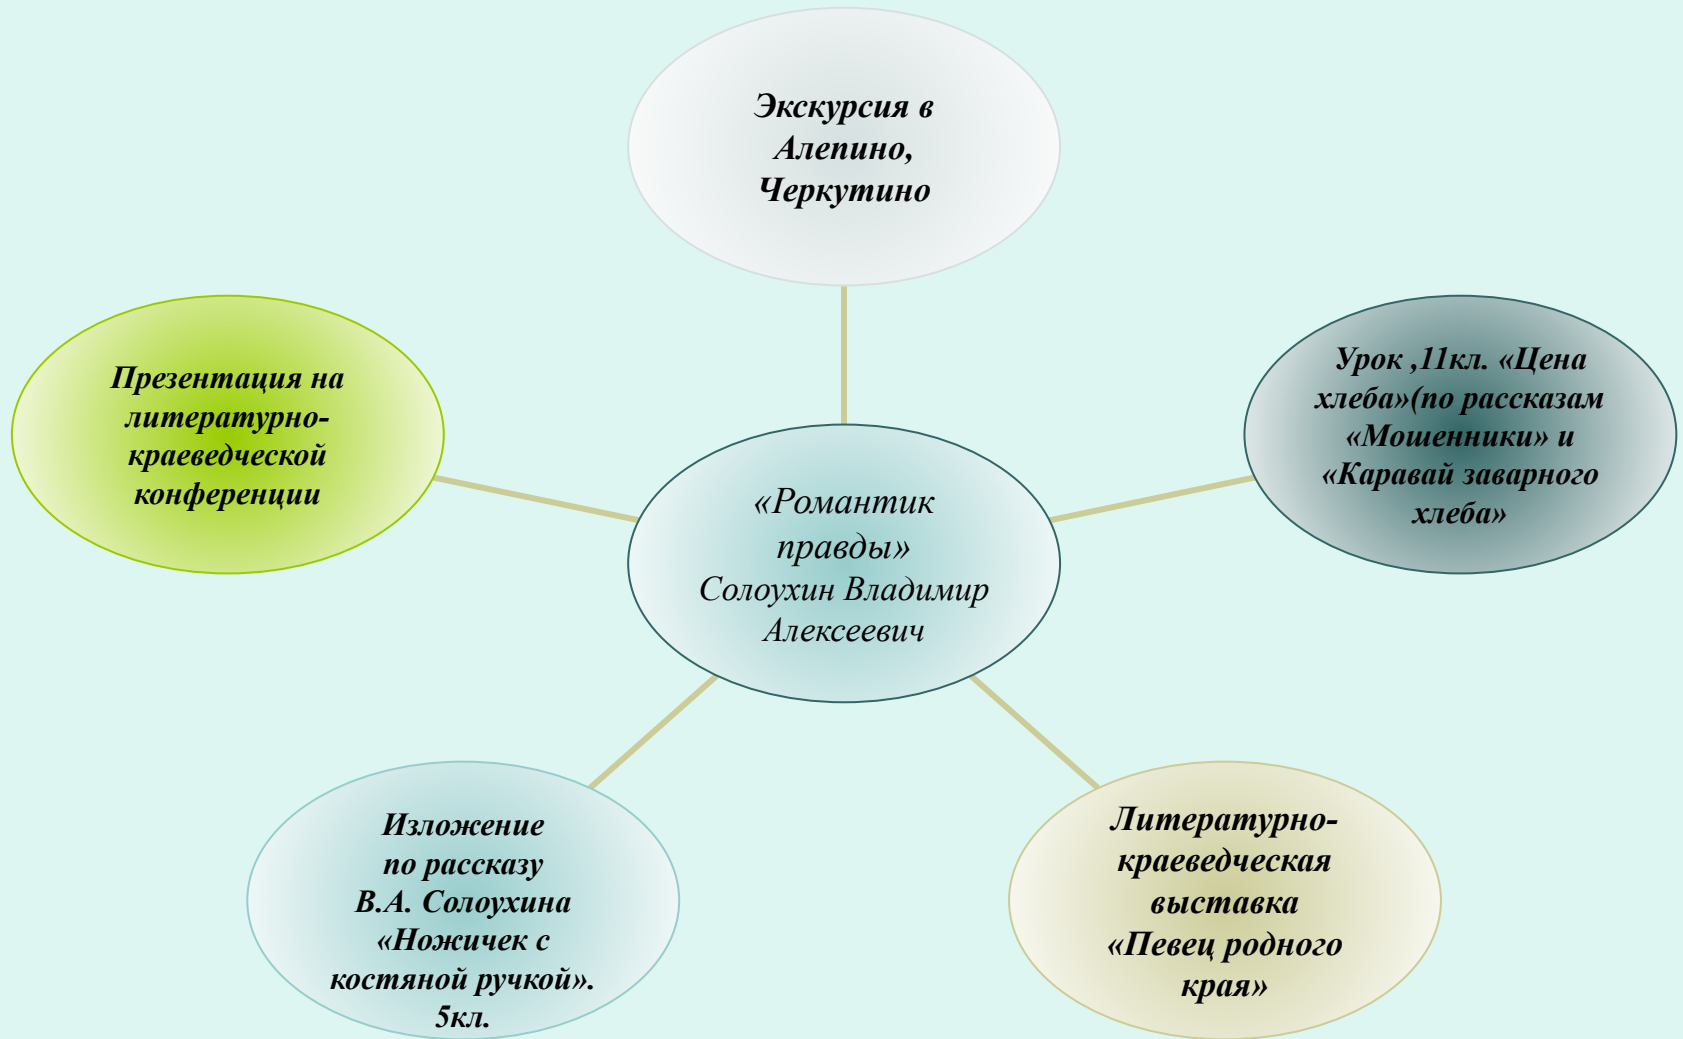 Экскурсия в
Алепино,
Черкутино
Презентация на
литературно-
краеведческой
конференции
Урок ,11кл. «Цена
хлеба»(по рассказам
«Мошенники» и
«Каравай заварного
хлеба»
«Романтик
правды»
Солоухин Владимир
Алексеевич
Изложение
по рассказу
В.А. Солоухина
«Ножичек с
костяной ручкой».
5кл.
Литературно-
краеведческая
выставка
«Певец родного
края»